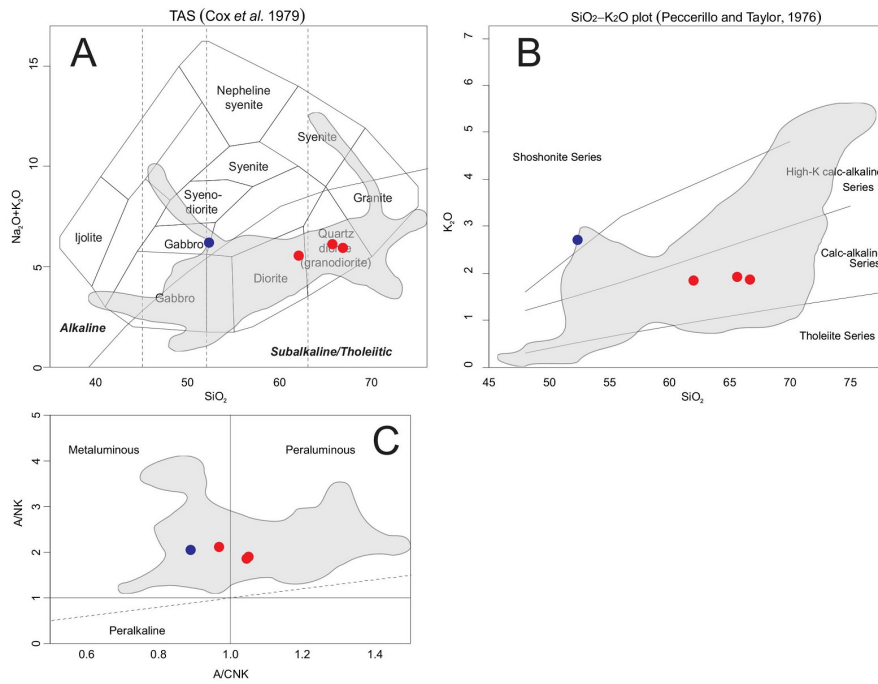 TAS (Cox et al. 1979)
A
Na₂O+K₂O
15
10
5
0
Nepheline
syenite
Syenite
Syenite
Syeno-
diorite
Granite
Ijolite
Gabbro
Quartz
diorite
(granodiorite)
Diorite
Gabbro
Alkaline
Subalkaline/Tholeiitic
40
50
60
70
SiO₂
SiO₂–K₂O plot (Peccerillo and Taylor, 1976)
B
K₂O
7
6
5
4
3
2
1
0
Shoshonite Series
High-K calc-alkaline
Series
Calc-alkaline
Series
Tholeiite Series
45
50
55
60
65
70
75
SiO₂
C
A/NK
5
4
3
2
1
0
Metaluminous
Peraluminous
Peralkaline
0.6
0.8
1.0
1.2
1.4
A/CNK